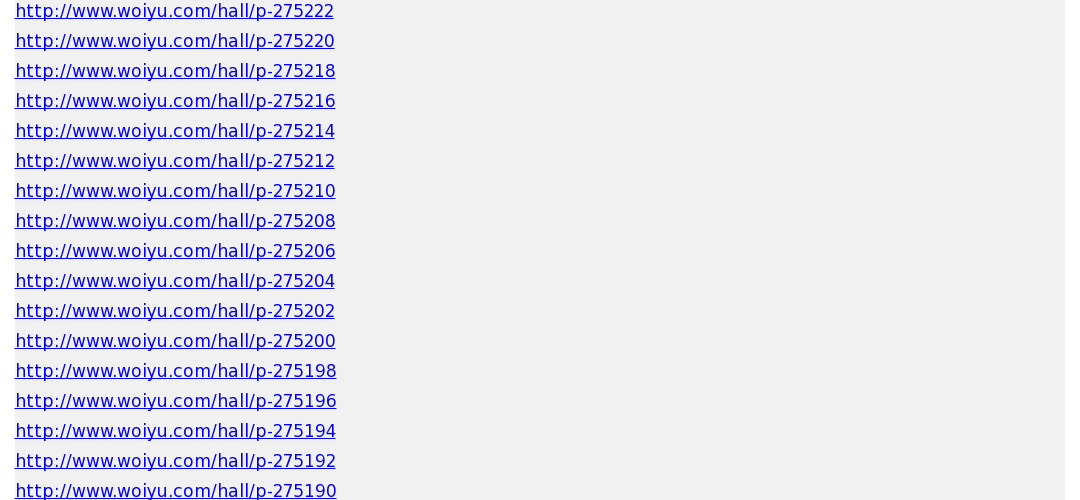 http://www.woiyu.com/hall/p-275222
http://www.woiyu.com/hall/p-275220
http://www.woiyu.com/hall/p-275218
http://www.woiyu.com/hall/p-275216
http://www.woiyu.com/hall/p-275214
http://www.woiyu.com/hall/p-275212
http://www.woiyu.com/hall/p-275210
http://www.woiyu.com/hall/p-275208
http://www.woiyu.com/hall/p-275206
http://www.woiyu.com/hall/p-275204
http://www.woiyu.com/hall/p-275202
http://www.woiyu.com/hall/p-275200
http://www.woiyu.com/hall/p-275198
http://www.woiyu.com/hall/p-275196
http://www.woiyu.com/hall/p-275194
http://www.woiyu.com/hall/p-275192
http://www.woiyu.com/hall/p-275190